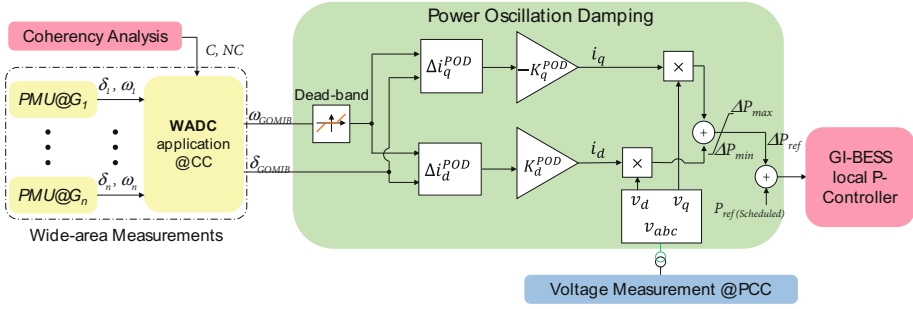 Power Oscillation Damping
Coherency Analysis
C, NC
PMU@G₁
δ₁, ω₁
WADC
application
@CC
PMU@Gₙ
δₙ, ωₙ
Wide-area Measurements
ω_GOMIB
δ_GOMIB
Dead-band
Δi_q^POD
-K_q^POD
i_q
×
Δi_d^POD
K_d^POD
i_d
×
v_d
v_q
v_abc
+
ΔP_max
ΔP_min
ΔP_ref
+
P_ref (Scheduled)
GI-BESS
local P-
Controller
Voltage Measurement @PCC